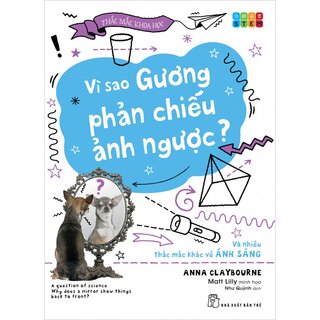 THẮC MẮC KHOA HỌC
STEM
Vì sao Gương
phản chiếu
ảnh ngược?
?
Và nhiều
thắc mắc khác về ÁNH SÁNG
ANNA CLAYBOURNE
Matt Lilly minh họa
Như Quỳnh dịch
A question of science
Why does a mirror show things
back to front?
NHÀ XUẤT BẢN TRẺ